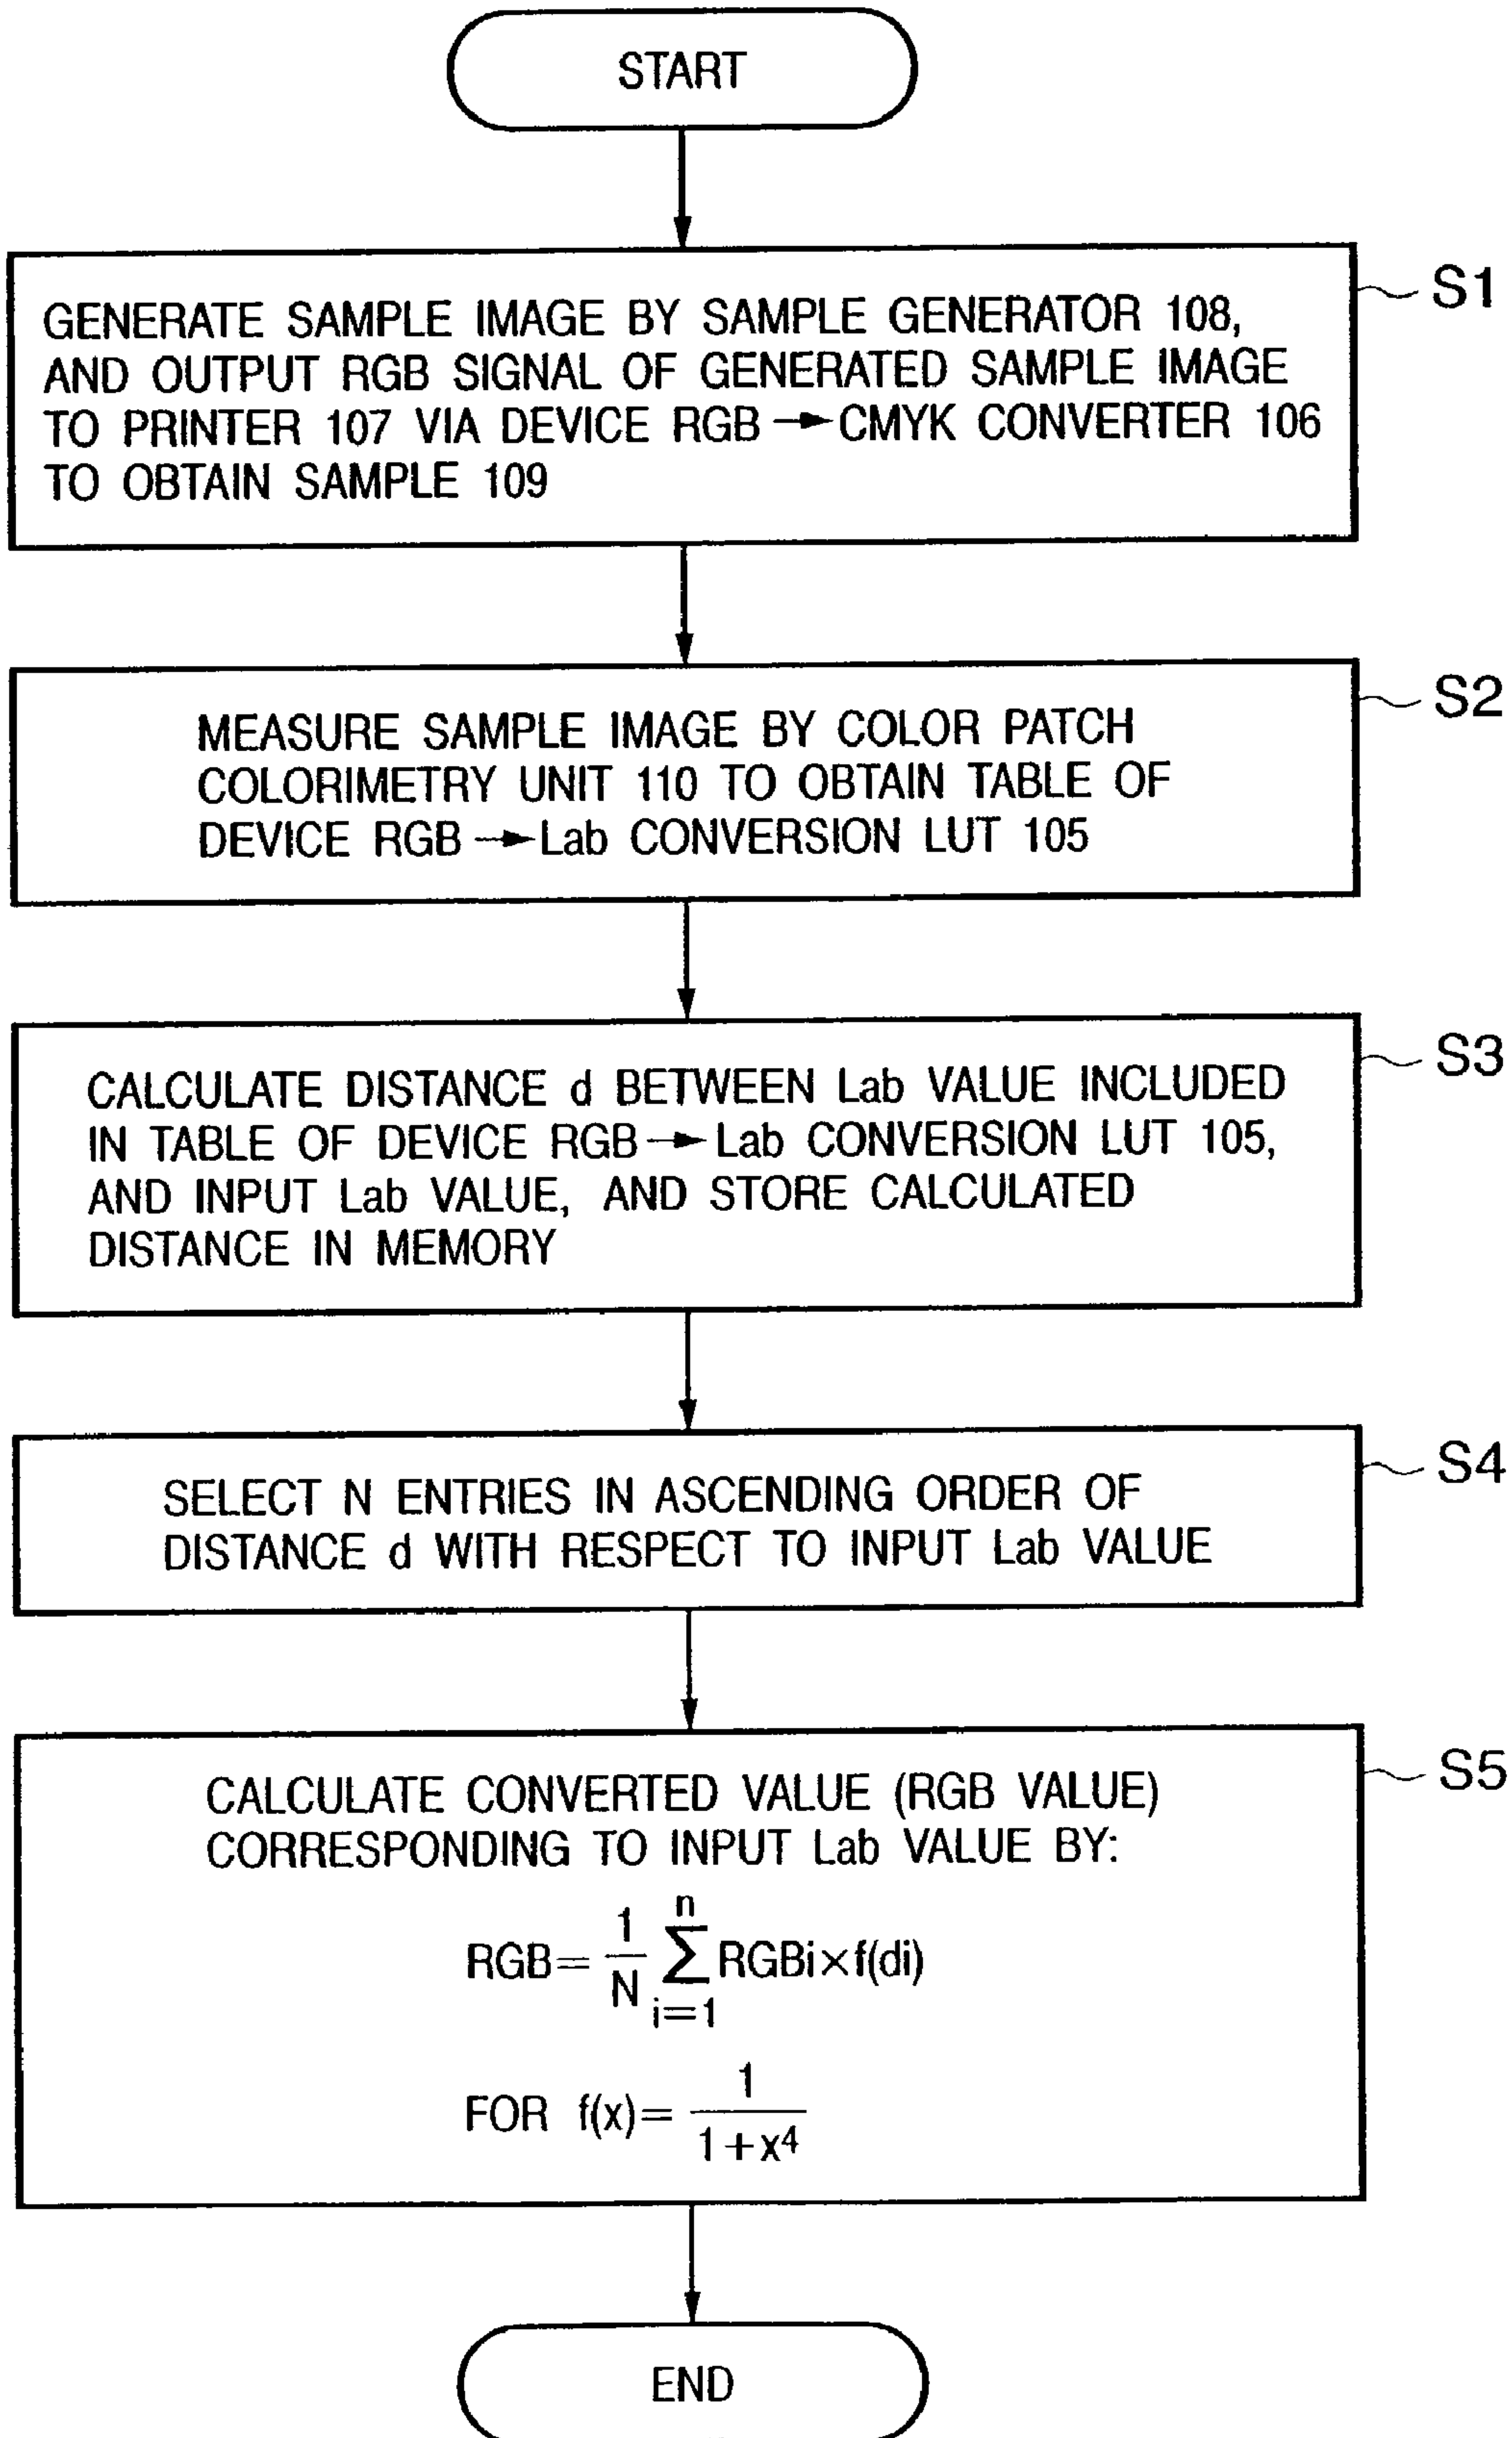 START
GENERATE SAMPLE IMAGE BY SAMPLE GENERATOR 108,
AND OUTPUT RGB SIGNAL OF GENERATED SAMPLE IMAGE
TO PRINTER 107 VIA DEVICE RGB → CMYK CONVERTER 106
TO OBTAIN SAMPLE 109
S1
MEASURE SAMPLE IMAGE BY COLOR PATCH
COLORIMETRY UNIT 110 TO OBTAIN TABLE OF
DEVICE RGB → Lab CONVERSION LUT 105
S2
CALCULATE DISTANCE d BETWEEN Lab VALUE INCLUDED
IN TABLE OF DEVICE RGB → Lab CONVERSION LUT 105,
AND INPUT Lab VALUE, AND STORE CALCULATED
DISTANCE IN MEMORY
S3
SELECT N ENTRIES IN ASCENDING ORDER OF
DISTANCE d WITH RESPECT TO INPUT Lab VALUE
S4
CALCULATE CONVERTED VALUE (RGB VALUE)
CORRESPONDING TO INPUT Lab VALUE BY:
RGB= 1/N n Σ i=1 RGBi×f(di)
FOR f(x)= 1/1+x⁴
S5
END